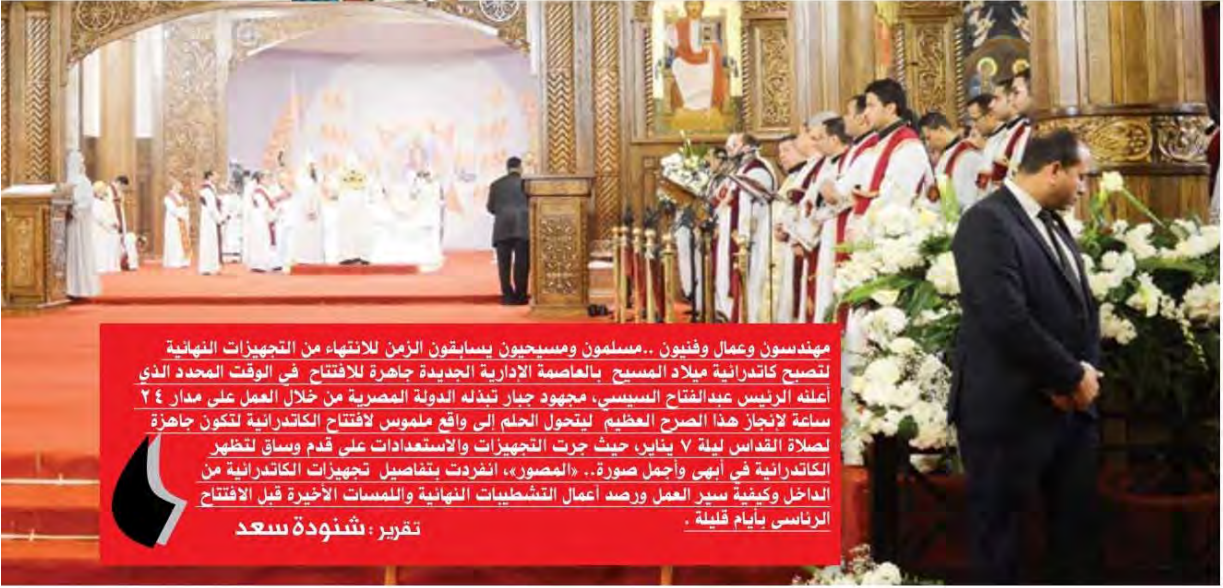 مهندسون وعمال وفنيون ..مسلمون ومسيحيون يسابقون الزمن للانتهاء من التجهيزات النهائية
لتصبح كاتدرائية ميلاد المسيح بالعاصمة الإدارية الجديدة جاهزة للافتتاح في الوقت المحدد الذي
أعلنه الرئيس عبدالفتاح السيسي، مجهود جبار تبذله الدولة المصرية من خلال العمل على مدار ٢٤
ساعة لإنجاز هذا الصرح العظيم ليتحول الحلم إلى واقع ملموس لافتتاح الكاتدرائية لتكون جاهزة
لصلاة القداس ليلة ٧ يناير، حيث جرت التجهيزات والاستعدادات على قدم وساق لتظهر
الكاتدرائية في أبهى وأجمل صورة.. «المصور»، انفردت بتفاصيل تجهيزات الكاتدرائية من
الداخل وكيفية سير العمل ورصد أعمال التشطيبات النهائية واللمسات الأخيرة قبل الافتتاح
الرئاسى بأيام قليلة .
تقرير : شنودة سعد